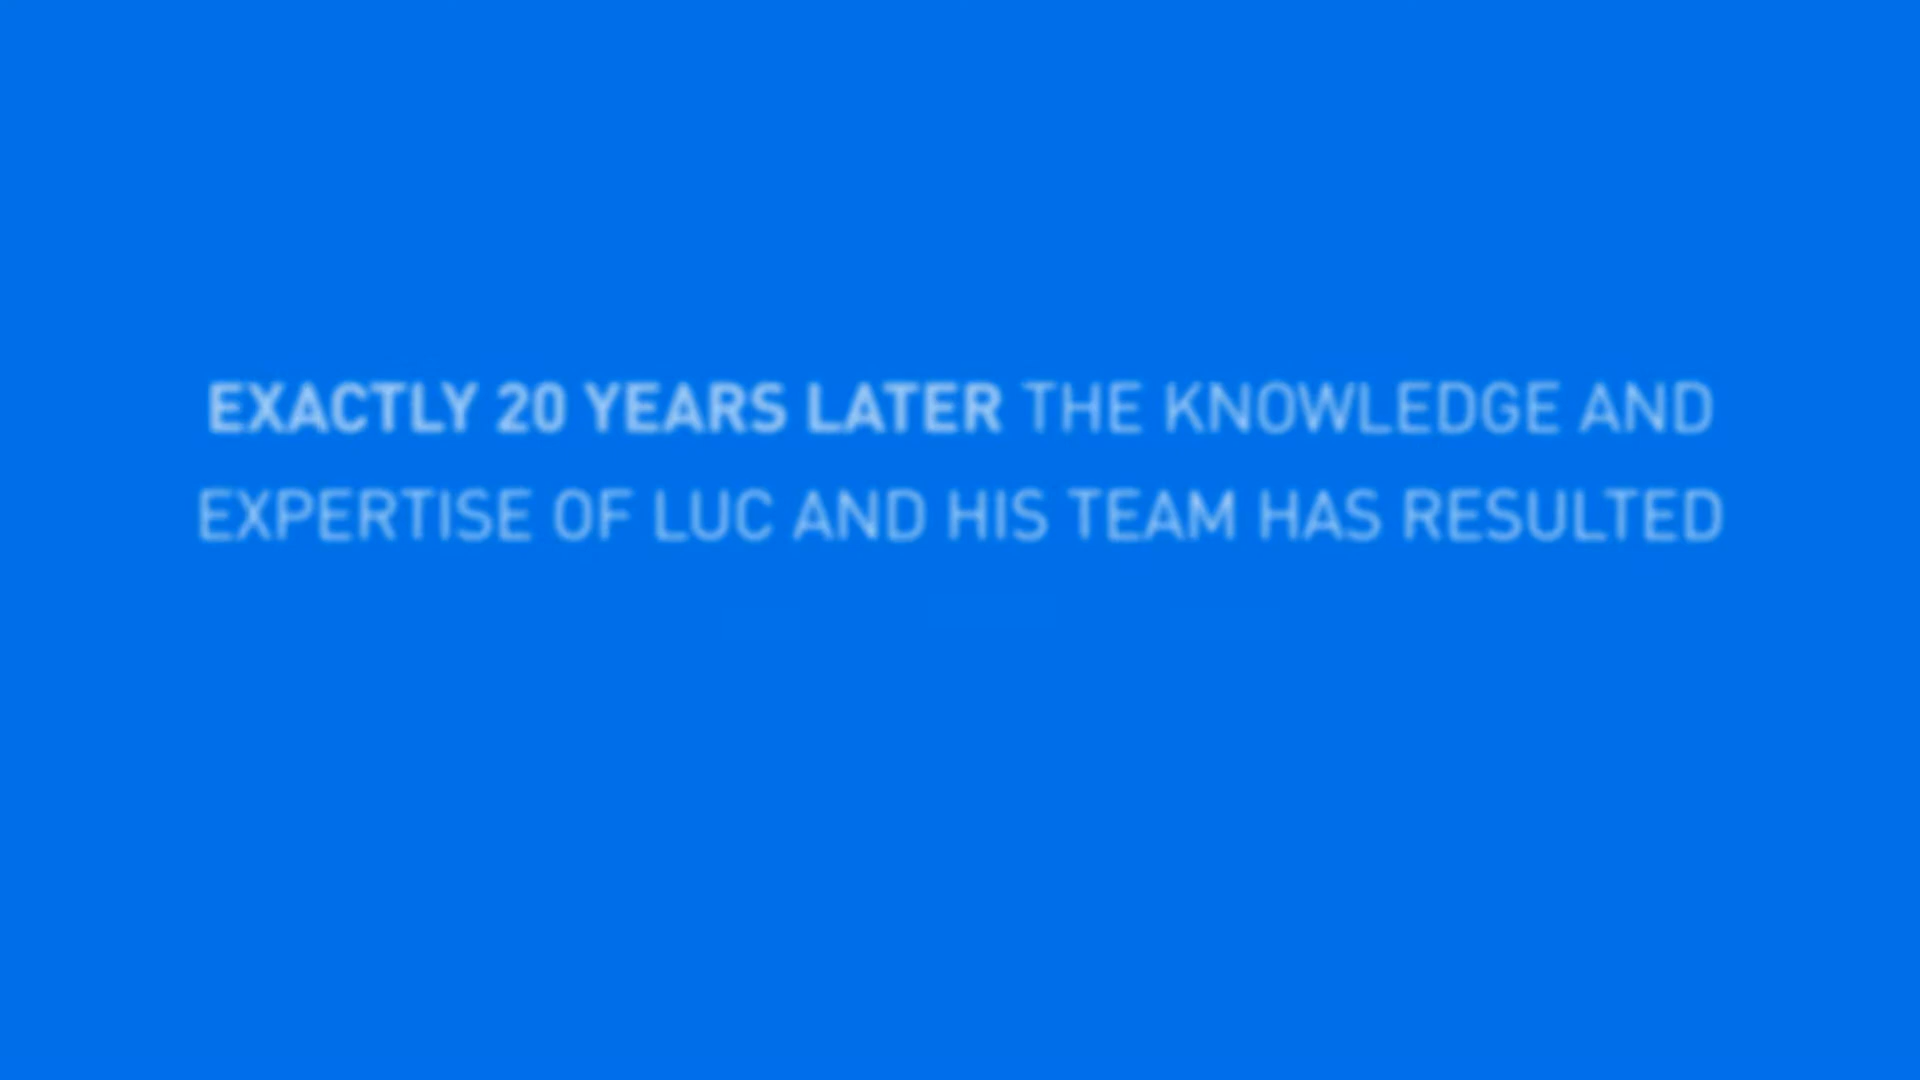 EXACTLY 20 YEARS LATER THE KNOWLEDGE AND
EXPERTISE OF LUC AND HIS TEAM HAS RESULTED